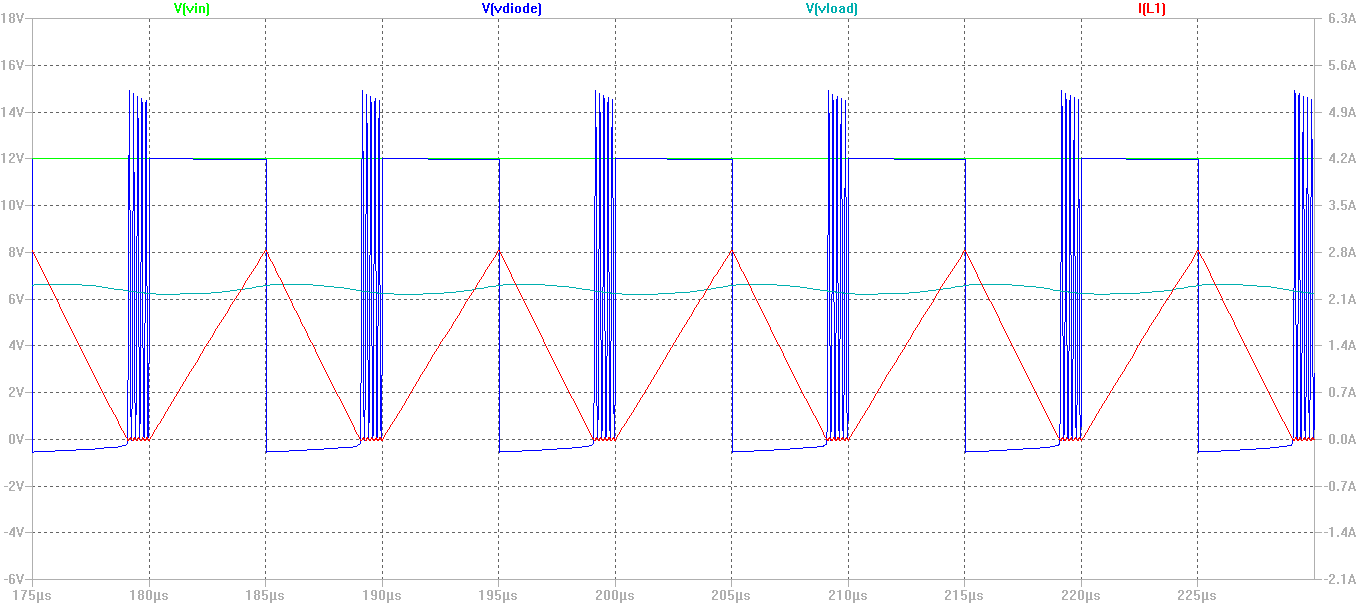 V(vin) V(vdiode) V(vload) I(L1)
18V 6.3A
16V 5.6A
14V 4.9A
12V 4.2A
10V 3.5A
8V 2.8A
6V 2.1A
4V 1.4A
2V 0.7A
0V 0.0A
-2V -0.7A
-4V -1.4A
-6V -2.1A
175µs 180µs 185µs 190µs 195µs 200µs 205µs 210µs 215µs 220µs 225µs